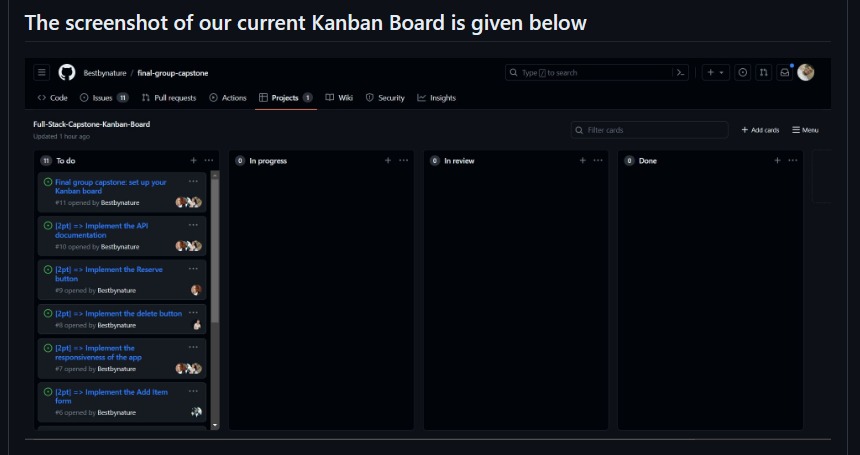 The screenshot of our current Kanban Board is given below
Bestbynature / final-group-capstone
Type / to search
Code
Issues 11
Pull requests
Actions
Projects 1
Wiki
Security
Insights
Full-Stack-Capstone-Kanban-Board
Updated 1 hour ago
Filter cards
+ Add cards
Menu
11 To do
Final group capstone: set up your
Kanban board
#11 opened by Bestbynature
[2pt] => Implement the API
documentation
#10 opened by Bestbynature
[2pt] => Implement the Reserve
button
#9 opened by Bestbynature
[2pt] => Implement the delete button
#8 opened by Bestbynature
[2pt] => Implement the
responsiveness of the app
#7 opened by Bestbynature
[2pt] => Implement the Add Item
form
#6 opened by Bestbynature
0 In progress
0 In review
0 Done